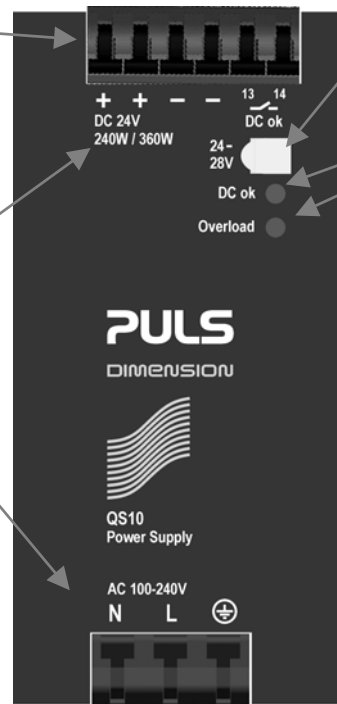 + + – – 13 14
DC 24V
240W / 360W
DC ok
24–
28V
DC ok
Overload
PULS
DIMENSION
QS10
Power Supply
AC 100-240V
N L